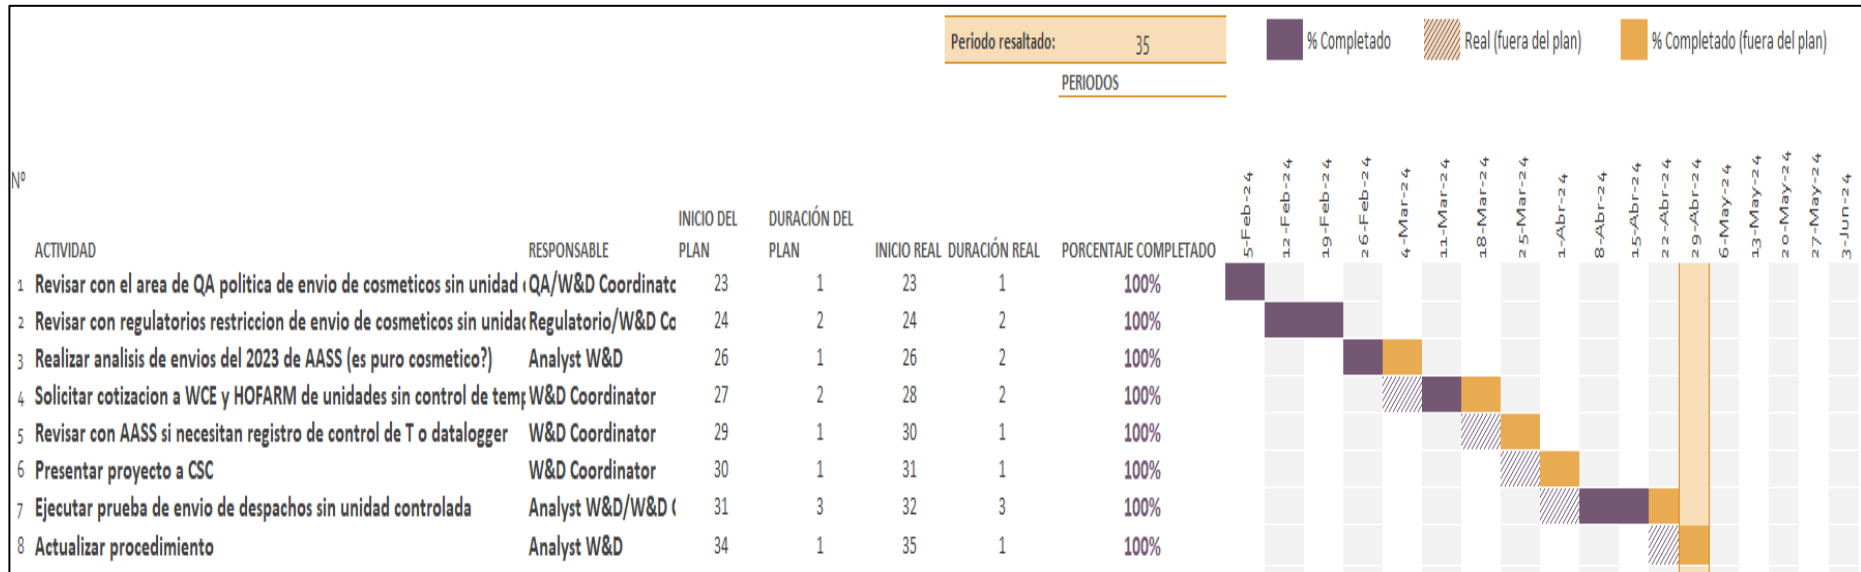 Periodo resaltado: 35 % Completado Real (fuera del plan) % Completado (fuera del plan)
PERIODOS
Nº ACTIVIDAD RESPONSABLE INICIO DEL PLAN DURACIÓN DEL PLAN INICIO REAL DURACIÓN REAL PORCENTAJE COMPLETADO 5-Feb-24 12-Feb-24 19-Feb-24 26-Feb-24 4-Mar-24 11-Mar-24 18-Mar-24 25-Mar-24 1-Abr-24 8-Abr-24 15-Abr-24 22-Abr-24 29-Abr-24 6-May-24 13-May-24 20-May-24 27-May-24 3-Jun-24
1 Revisar con el area de QA politica de envio de cosmeticos sin unidad QA/W&D Coordinatc 23 1 23 1 100%
2 Revisar con regulatorios restriccion de envio de cosmeticos sin unidad Regulatorio/W&D Co 24 2 24 2 100%
3 Realizar analisis de envios del 2023 de AASS (es puro cosmetico?) Analyst W&D 26 1 26 2 100%
4 Solicitar cotizacion a WCE y HOFARM de unidades sin control de temp W&D Coordinator 27 2 28 2 100%
5 Revisar con AASS si necesitan registro de control de T o datalogger W&D Coordinator 29 1 30 1 100%
6 Presentar proyecto a CSC W&D Coordinator 30 1 31 1 100%
7 Ejecutar prueba de envio de despachos sin unidad controlada Analyst W&D/W&D C 31 3 32 3 100%
8 Actualizar procedimiento Analyst W&D 34 1 35 1 100%